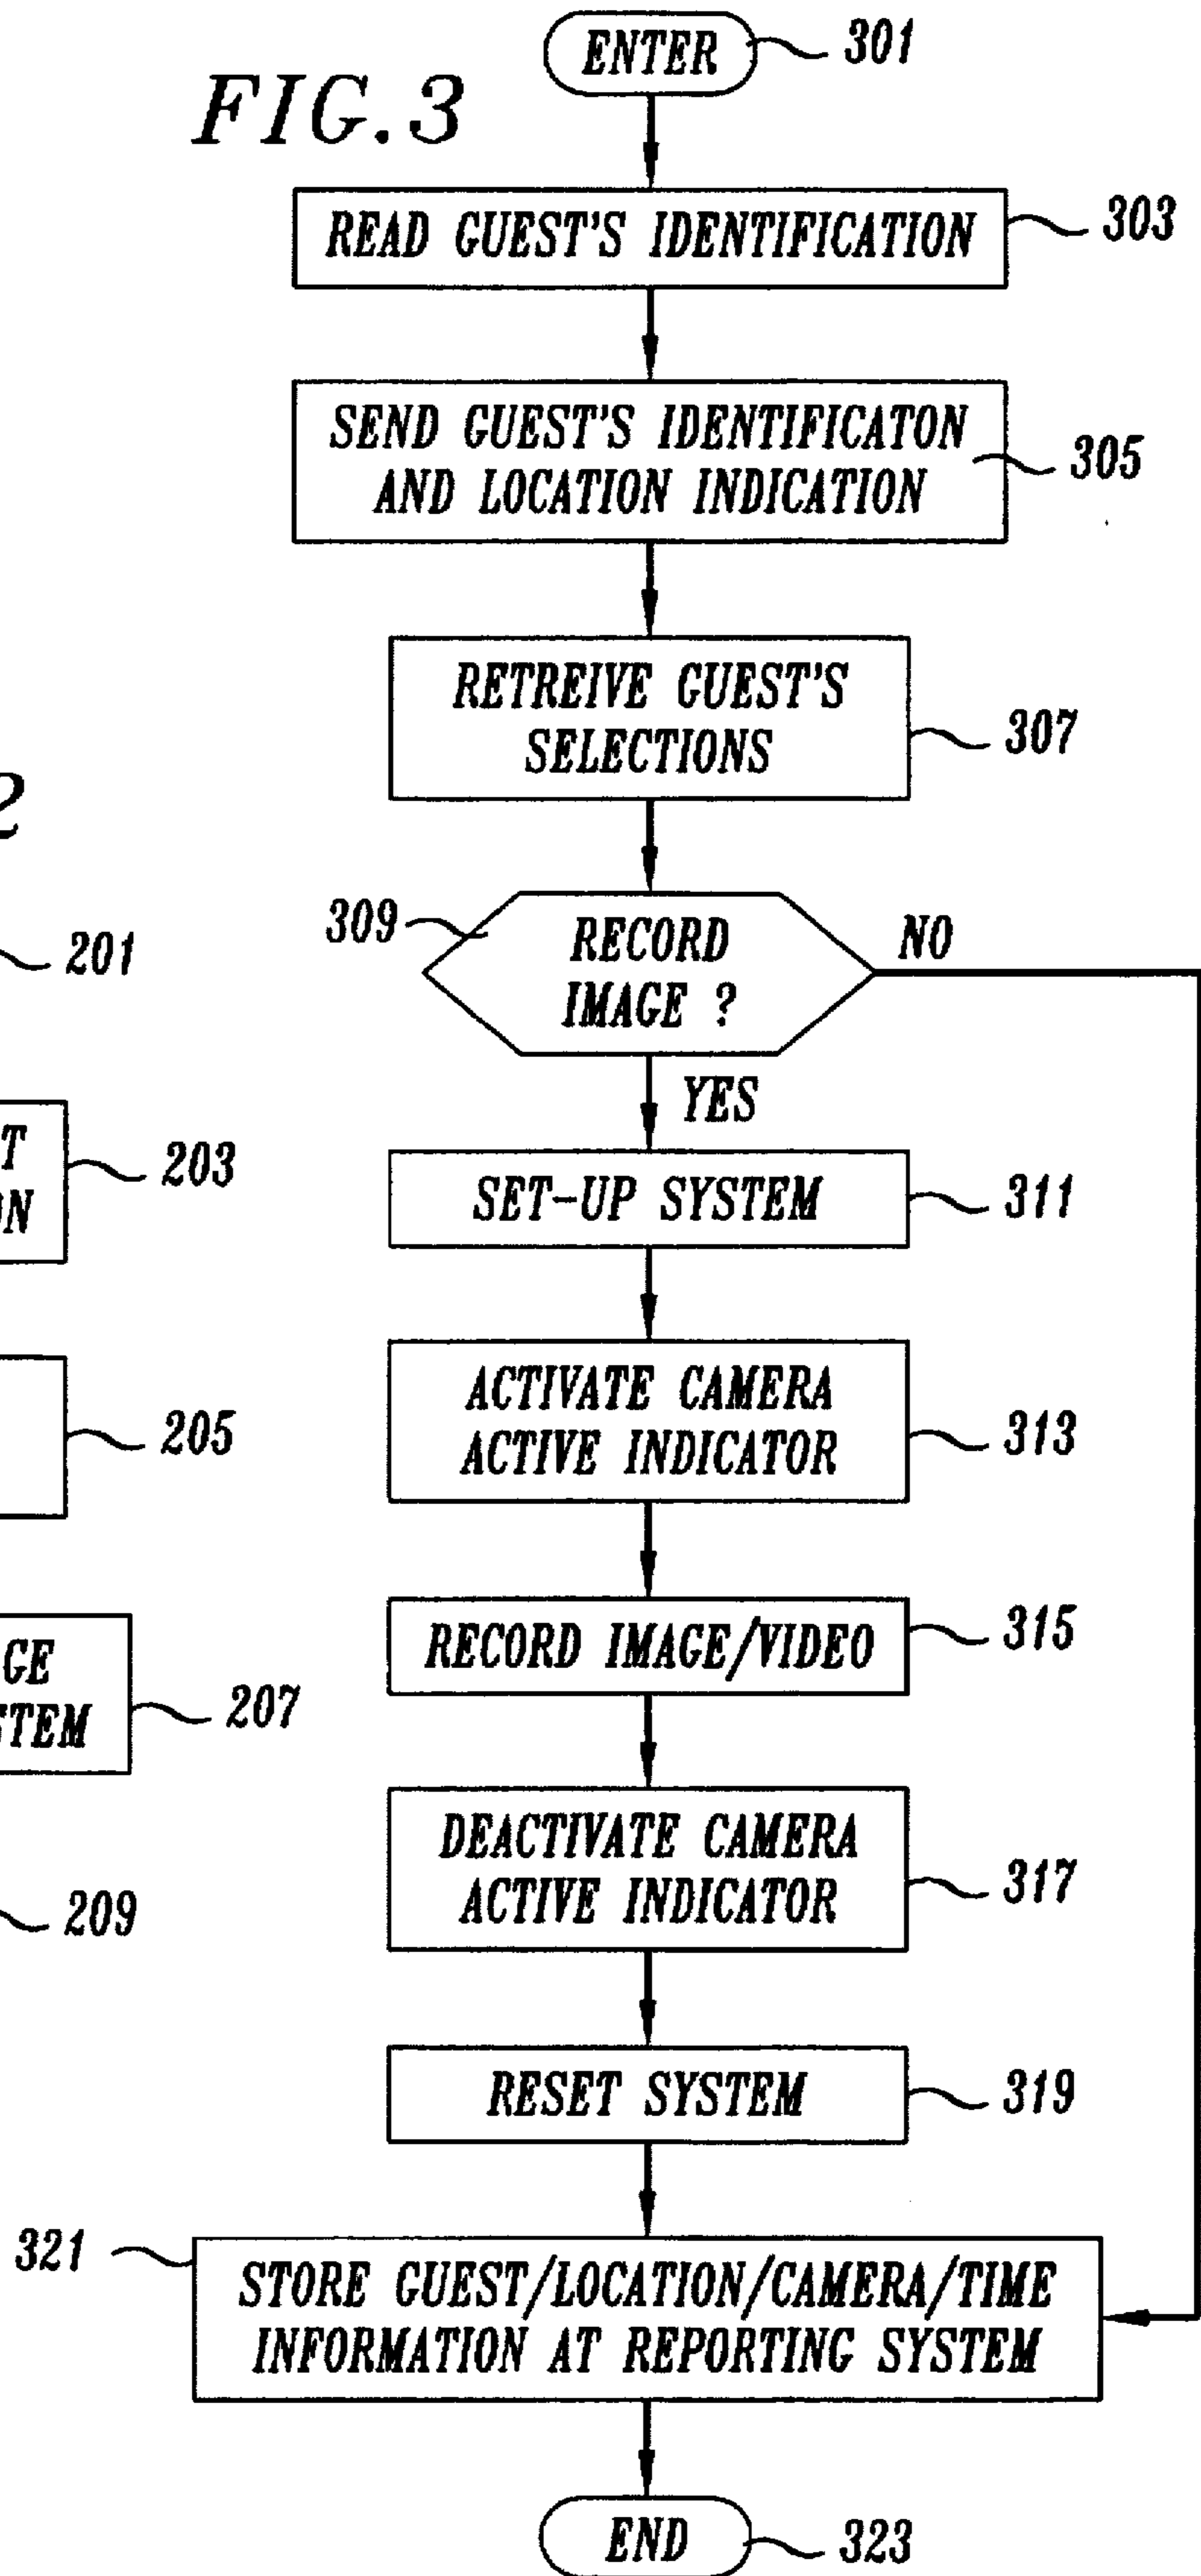 FIG.3
ENTER
301
READ GUEST'S IDENTIFICATION
303
SEND GUEST'S IDENTIFICATON
AND LOCATION INDICATION
305
RETREIVE GUEST'S
SELECTIONS
307
309
RECORD
IMAGE ?
NO
YES
SET-UP SYSTEM
311
ACTIVATE CAMERA
ACTIVE INDICATOR
313
RECORD IMAGE/VIDEO
315
DEACTIVATE CAMERA
ACTIVE INDICATOR
317
RESET SYSTEM
319
321
STORE GUEST/LOCATION/CAMERA/TIME
INFORMATION AT REPORTING SYSTEM
END
323
2
201
T
ON
203
205
GE
STEM
207
209